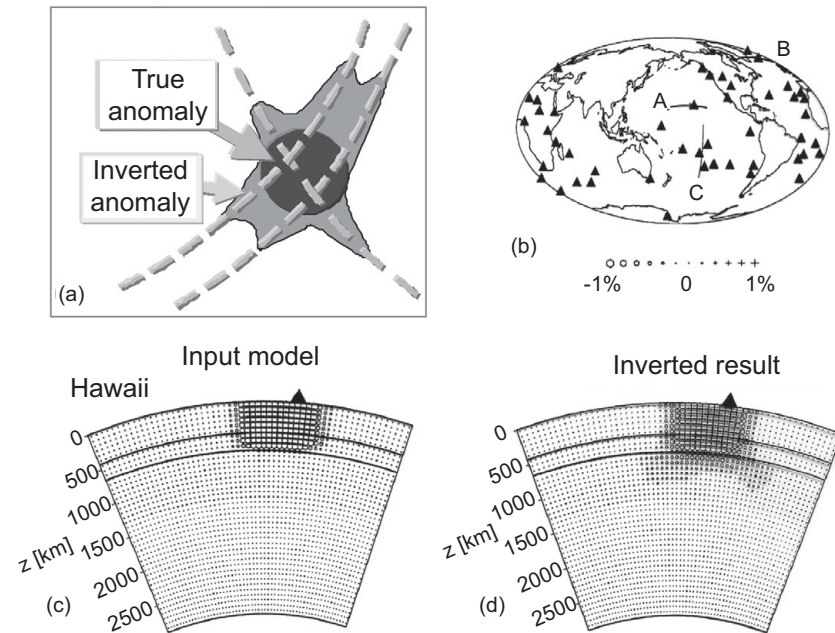 True
anomaly
Inverted
anomaly
(a)
B
A
C
(b)
-1% 0 1%
Input model
Hawaii
0
500
1000
1500
2000
2500
z [km]
(c)
Inverted result
0
500
1000
1500
2000
2500
z [km]
(d)